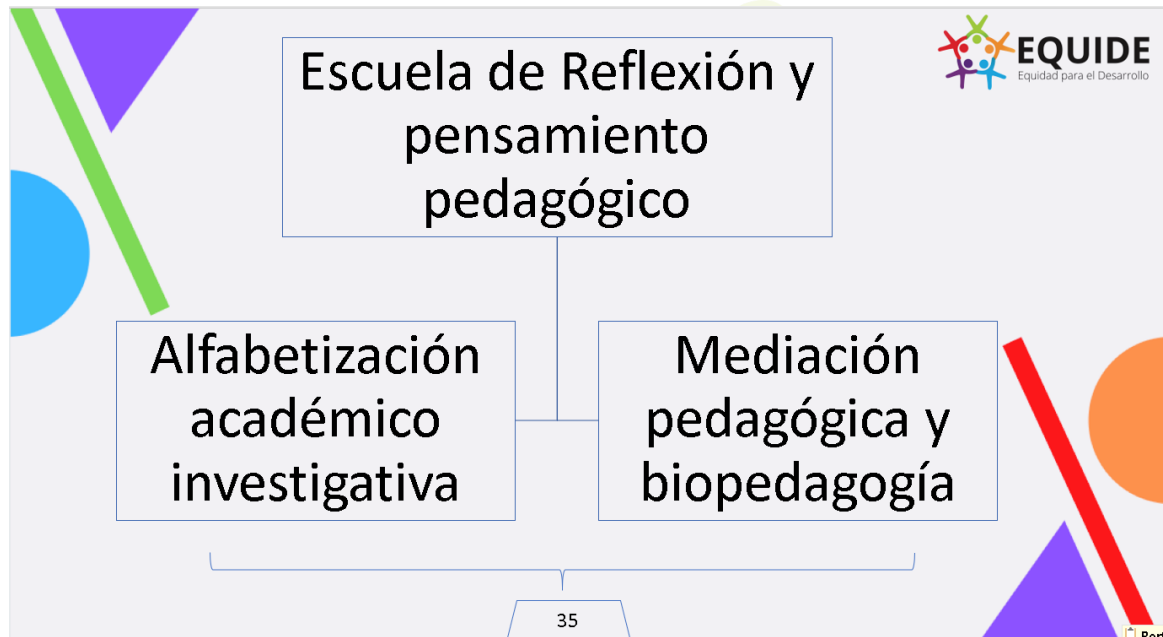 EQUIDE
Equidad para el Desarrollo
Escuela de Reflexión y
pensamiento
pedagógico
Alfabetización
académico
investigativa
Mediación
pedagógica y
biopedagogía
35